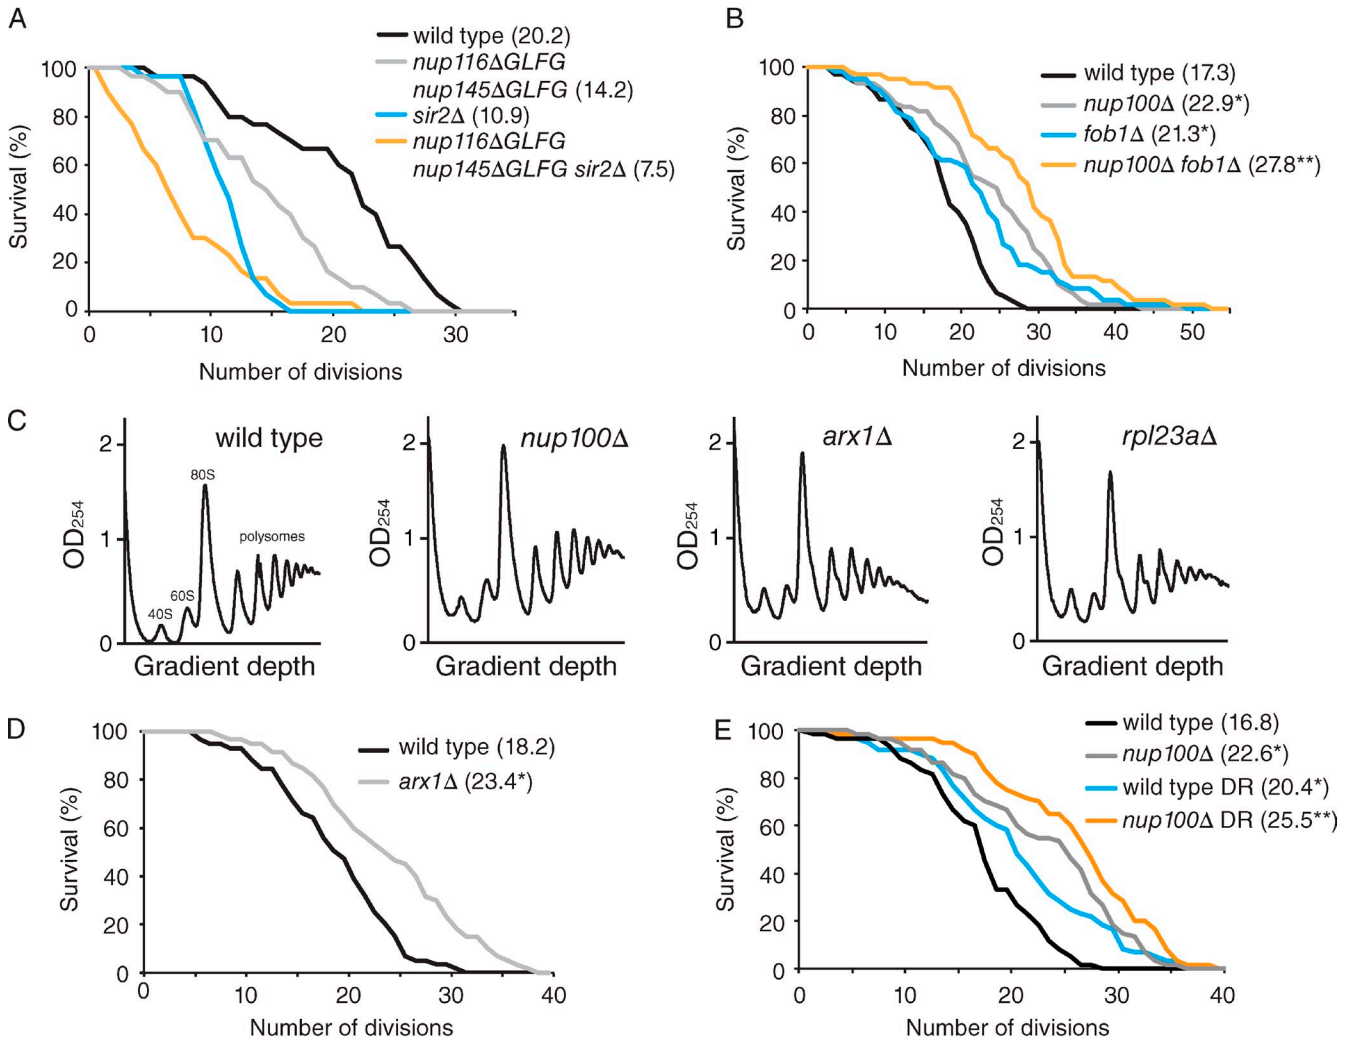 A
wild type (20.2)
nup116ΔGLFG
nup145ΔGLFG (14.2)
sir2Δ (10.9)
nup116ΔGLFG
nup145ΔGLFG sir2Δ (7.5)
Survival (%)
100
80
60
40
20
0
0 10 20 30
Number of divisions
B
wild type (17.3)
nup100Δ (22.9*)
fob1Δ (21.3*)
nup100Δ fob1Δ (27.8**)
Survival (%)
100
80
60
40
20
0
0 10 20 30 40 50
Number of divisions
C
wild type
OD254
2
1
0
40S
60S
80S
polysomes
Gradient depth
nup100Δ
OD254
2
1
0
Gradient depth
arx1Δ
OD254
2
1
0
Gradient depth
rpl23aΔ
OD254
2
1
0
Gradient depth
D
wild type (18.2)
arx1Δ (23.4*)
Survival (%)
100
80
60
40
20
0
0 10 20 30 40
Number of divisions
E
wild type (16.8)
nup100Δ (22.6*)
wild type DR (20.4*)
nup100Δ DR (25.5**)
Survival (%)
100
80
60
40
20
0
0 10 20 30 40
Number of divisions